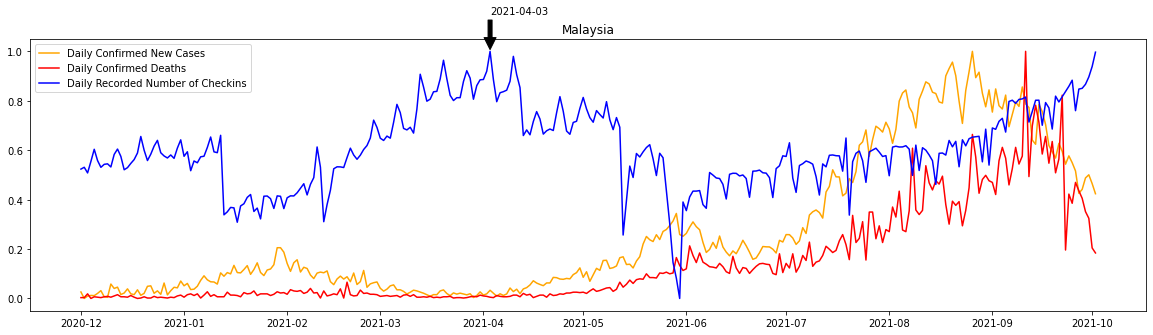 2021-04-03
Malaysia
Daily Confirmed New Cases
Daily Confirmed Deaths
Daily Recorded Number of Checkins
1.0
0.8
0.6
0.4
0.2
0.0
2020-12 2021-01 2021-02 2021-03 2021-04 2021-05 2021-06 2021-07 2021-08 2021-09 2021-10